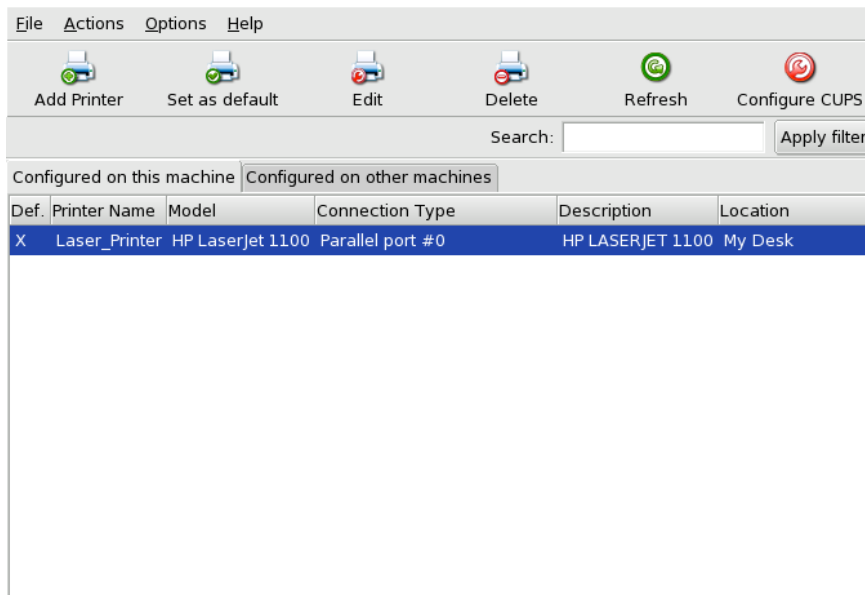 File Actions Options Help
Add Printer Set as default Edit Delete Refresh Configure CUPS
Search: Apply filter
Configured on this machine Configured on other machines
Def. Printer Name Model Connection Type Description Location
X Laser_Printer HP LaserJet 1100 Parallel port #0 HP LASERJET 1100 My Desk